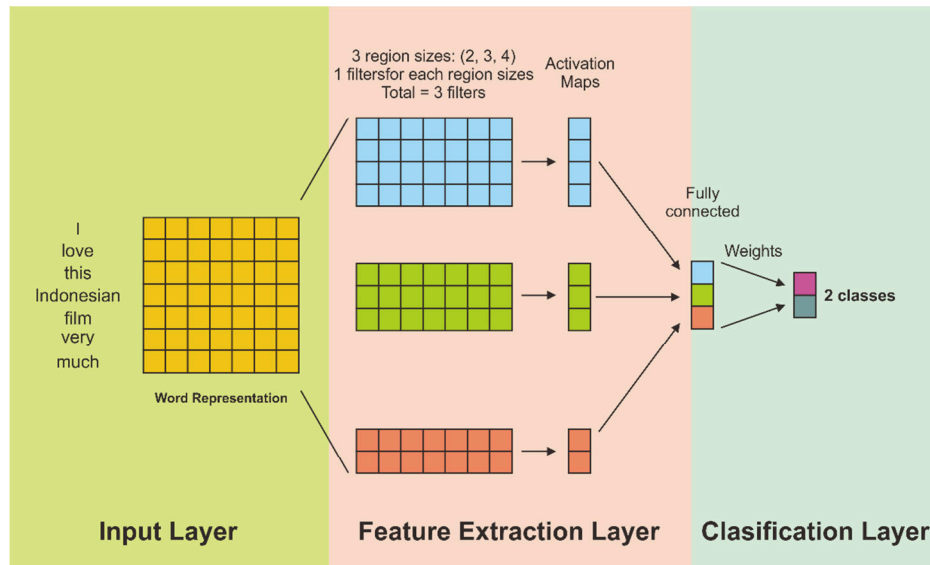 3 region sizes: (2, 3, 4)
1 filtersfor each region sizes
Total = 3 filters
Activation
Maps
I
love
this
Indonesian
film
very
much
Word Representation
Fully
connected
Weights
2 classes
Input Layer
Feature Extraction Layer
Clasification Layer